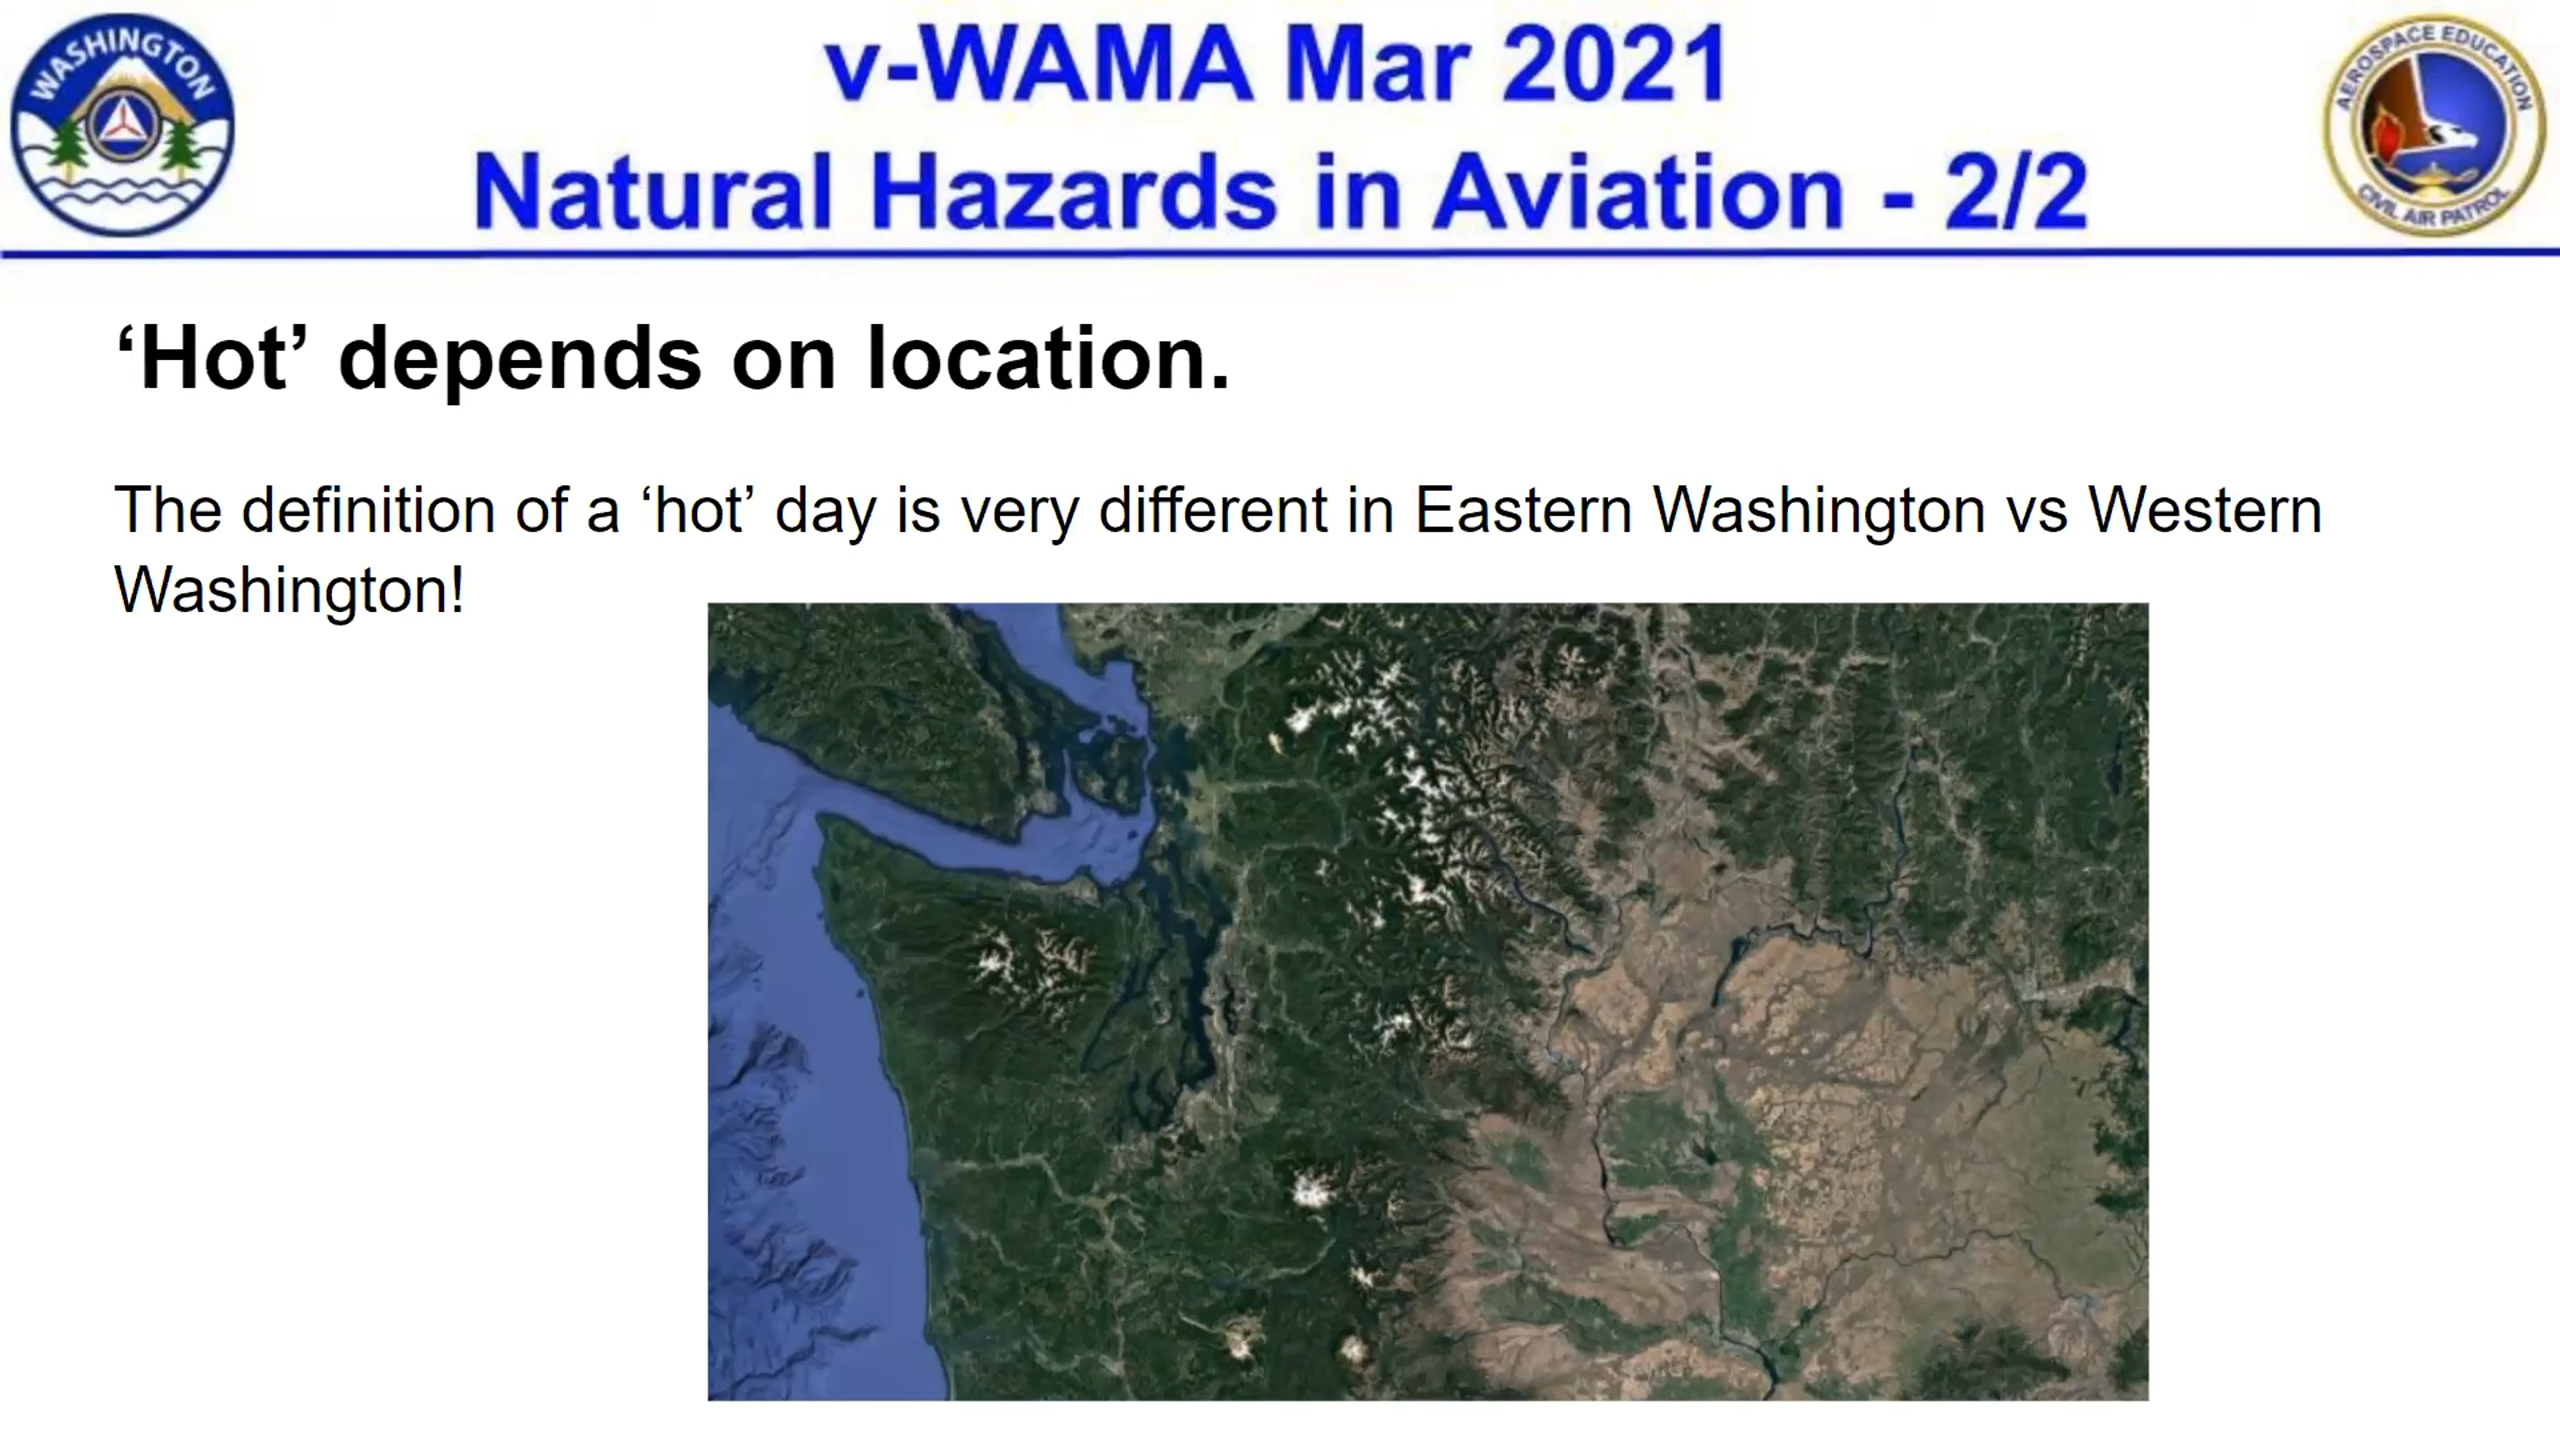 WASHINGTON
v-WAMA Mar 2021
Natural Hazards in Aviation - 2/2
AEROSPACE EDUCATION
CIVIL AIR PATROL
‘Hot’ depends on location.
The definition of a ‘hot’ day is very different in Eastern Washington vs Western
Washington!